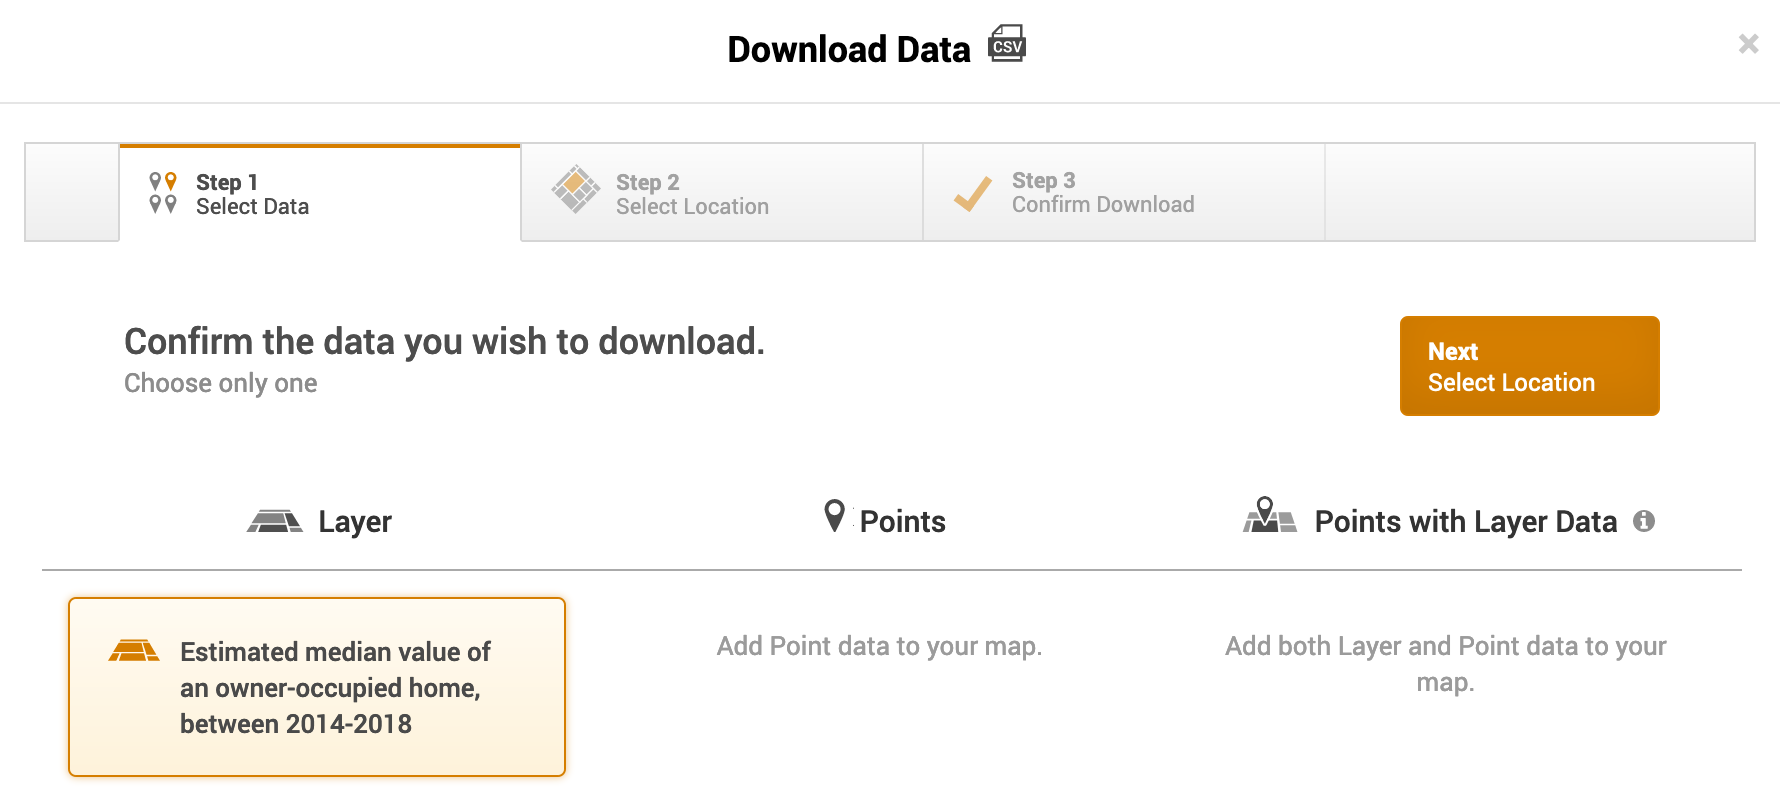 Download Data CSV
Step 1
Select Data
Step 2
Select Location
Step 3
Confirm Download
Confirm the data you wish to download.
Choose only one
Next
Select Location
Layer
Points
Points with Layer Data
Estimated median value of
an owner-occupied home,
between 2014-2018
Add Point data to your map.
Add both Layer and Point data to your
map.